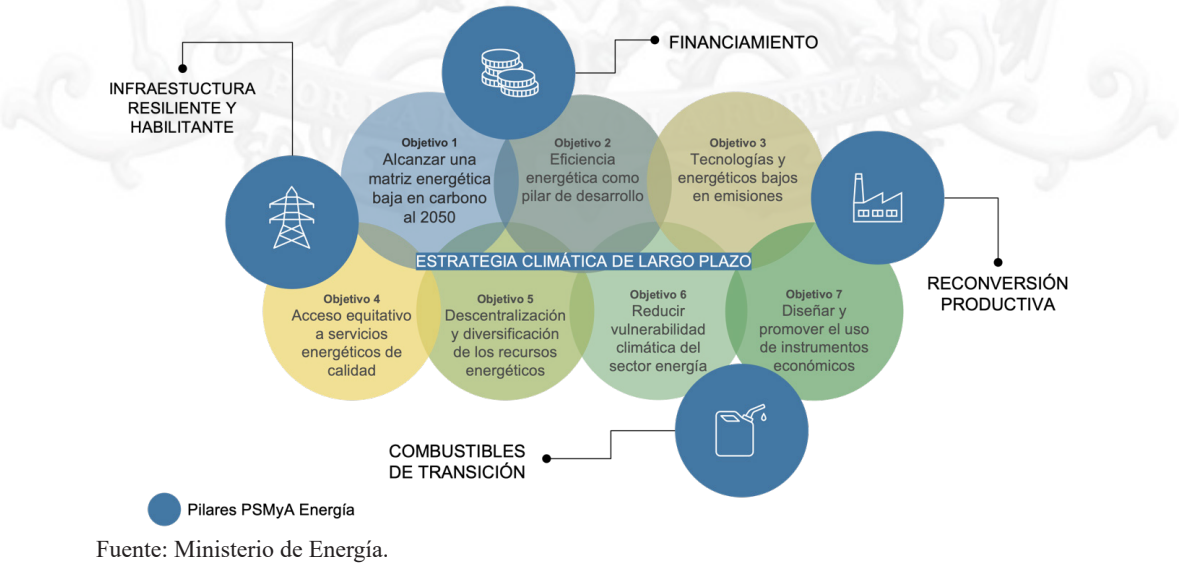 FINANCIAMIENTO
INFRAESTUCTURA
RESILIENTE Y
HABILITANTE
Objetivo 1
Alcanzar una
matriz energética
baja en carbono
al 2050
Objetivo 2
Eficiencia
energética como
pilar de desarrollo
Objetivo 3
Tecnologías y
energéticos bajos
en emisiones
ESTRATEGIA CLIMÁTICA DE LARGO PLAZO
RECONVERSIÓN
PRODUCTIVA
Objetivo 4
Acceso equitativo
a servicios
energéticos de
calidad
Objetivo 5
Descentralización
y diversificación
de los recursos
energéticos
Objetivo 6
Reducir
vulnerabilidad
climática del
sector energía
Objetivo 7
Diseñar y
promover el uso
de instrumentos
económicos
COMBUSTIBLES
DE TRANSICIÓN
Pilares PSMyA Energía
Fuente: Ministerio de Energía.